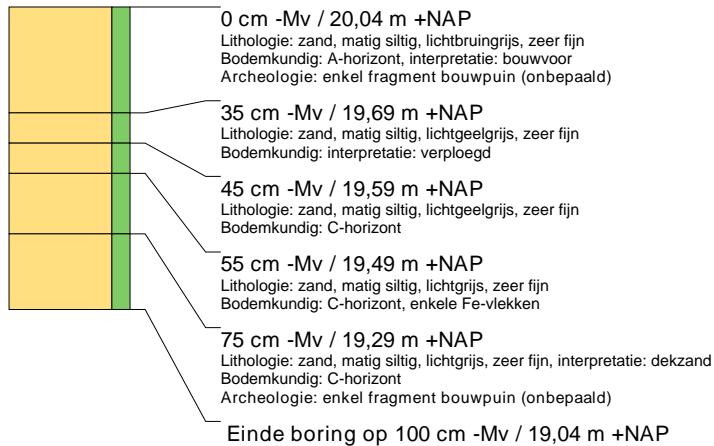 0 cm -Mv / 20,04 m +NAP
Lithologie: zand, matig siltig, lichtbruingrijs, zeer fijn
Bodemkundig: A-horizont, interpretatie: bouwvoor
Archeologie: enkel fragment bouwpuin (onbepaald)
35 cm -Mv / 19,69 m +NAP
Lithologie: zand, matig siltig, lichtgeelgrijs, zeer fijn
Bodemkundig: interpretatie: verploegd
45 cm -Mv / 19,59 m +NAP
Lithologie: zand, matig siltig, lichtgeelgrijs, zeer fijn
Bodemkundig: C-horizont
55 cm -Mv / 19,49 m +NAP
Lithologie: zand, matig siltig, lichtgrijs, zeer fijn
Bodemkundig: C-horizont, enkele Fe-vlekken
75 cm -Mv / 19,29 m +NAP
Lithologie: zand, matig siltig, lichtgrijs, zeer fijn, interpretatie: dekzand
Bodemkundig: C-horizont
Archeologie: enkel fragment bouwpuin (onbepaald)
Einde boring op 100 cm -Mv / 19,04 m +NAP